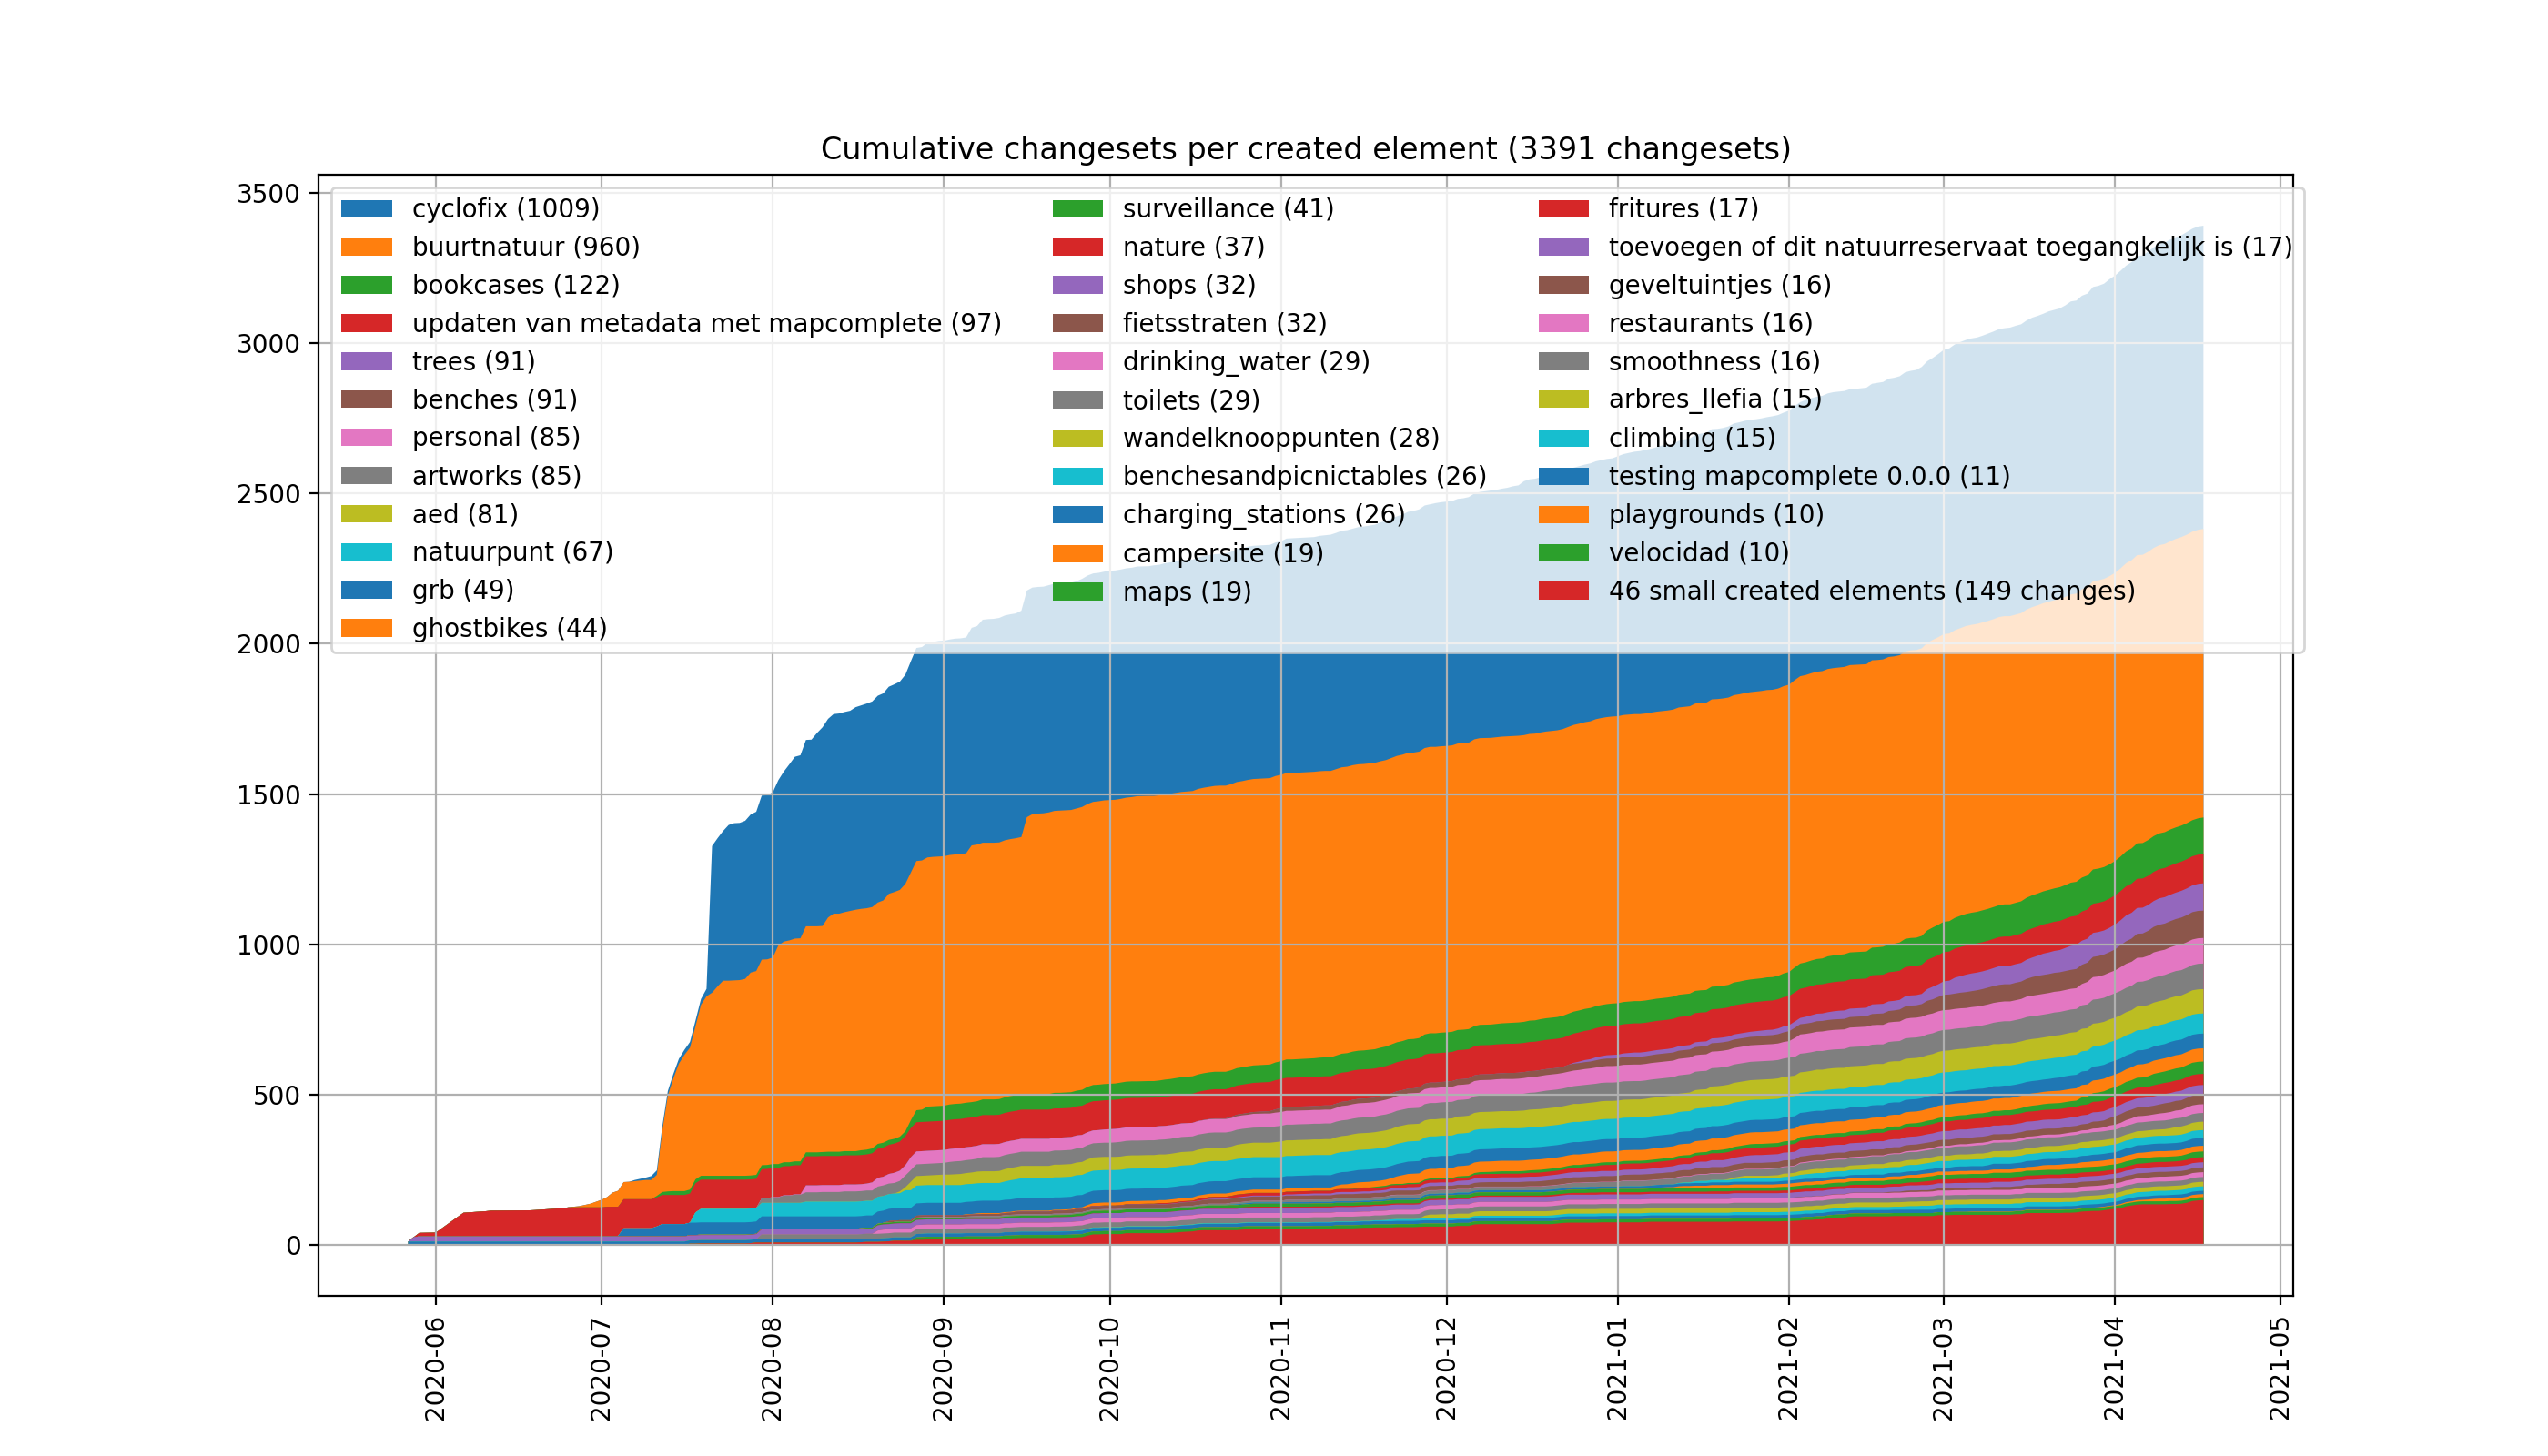 Cumulative changesets per created element (3391 changesets)
3500
3000
2500
2000
1500
1000
500
0
cyclofix (1009)
buurtnatuur (960)
bookcases (122)
updaten van metadata met mapcomplete (97)
trees (91)
benches (91)
personal (85)
artworks (85)
aed (81)
natuurpunt (67)
grb (49)
ghostbikes (44)
surveillance (41)
nature (37)
shops (32)
fietsstraten (32)
drinking_water (29)
toilets (29)
wandelknooppunten (28)
benchesandpicnictables (26)
charging_stations (26)
campersite (19)
maps (19)
fritures (17)
toevoegen of dit natuurreservaat toegangkelijk is (17)
geveltuintjes (16)
restaurants (16)
smoothness (16)
arbres_llefia (15)
climbing (15)
testing mapcomplete 0.0.0 (11)
playgrounds (10)
velocidad (10)
46 small created elements (149 changes)
2020-06
2020-07
2020-08
2020-09
2020-10
2020-11
2020-12
2021-01
2021-02
2021-03
2021-04
2021-05